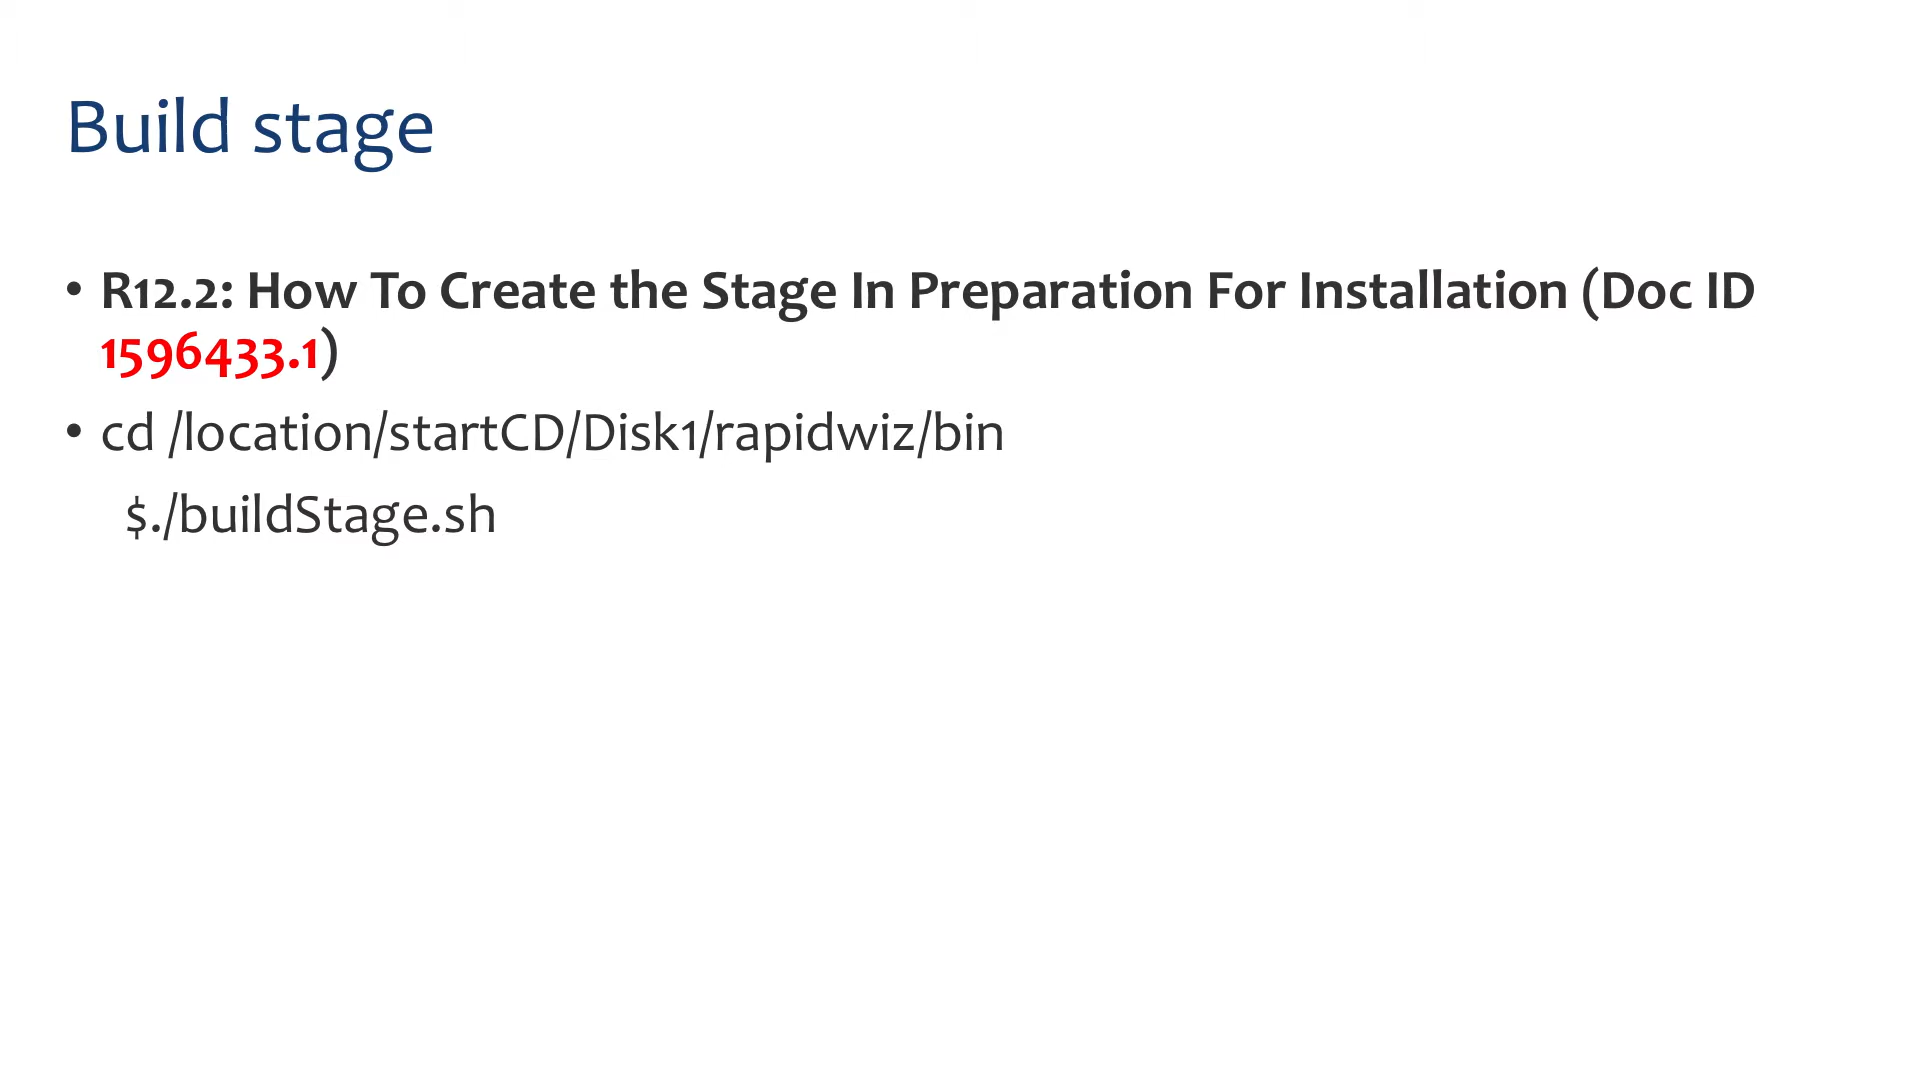 Build stage
• R12.2: How To Create the Stage In Preparation For Installation (Doc ID
1596433.1)
• cd /location/startCD/Disk1/rapidwiz/bin
$./buildStage.sh